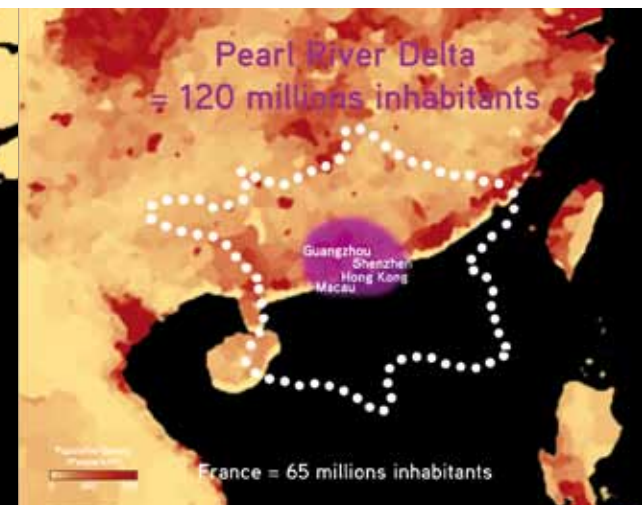 Pearl River Delta
= 120 millions inhabitants
Guangzhou
Shenzhen
Hong Kong
Macau
France = 65 millions inhabitants